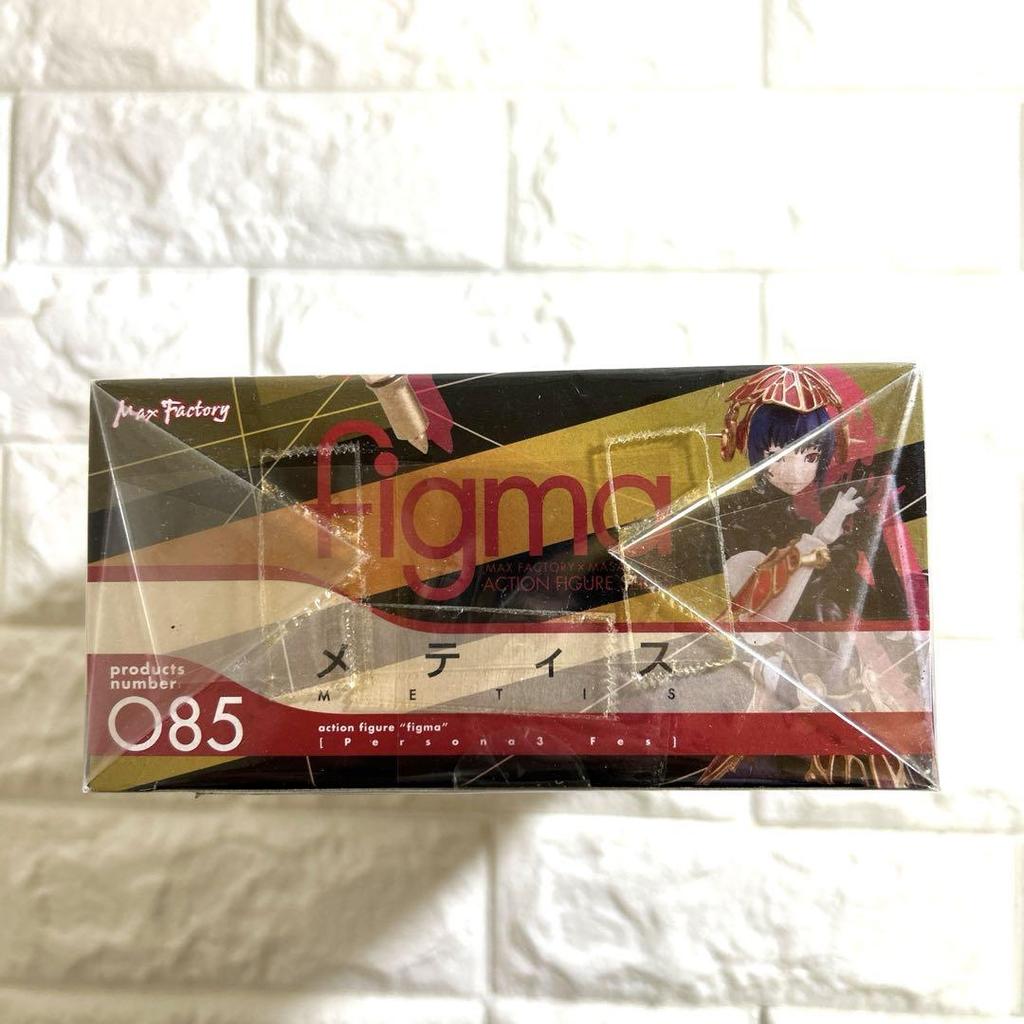 Max Factory
figma
MAX FACTORY × MAS
ACTION FIGURE
メティス
METIS
products
number:
085
action figure "figma"
[Persona3 Fes]